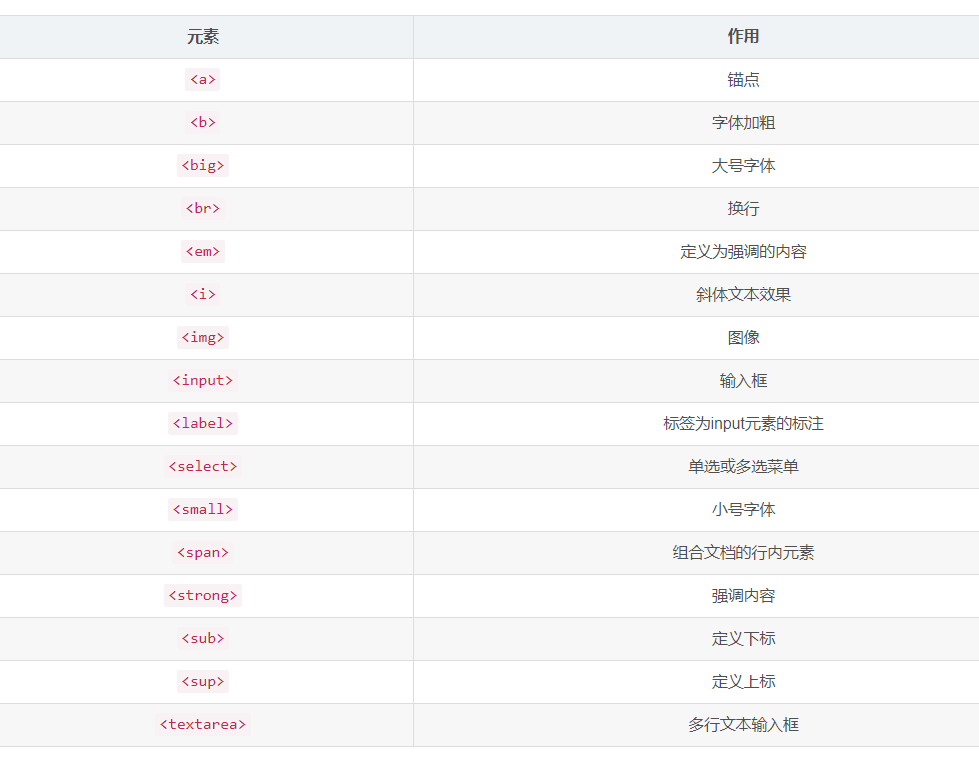 元素 作用
<a> 锚点
<b> 字体加粗
<big> 大号字体
<br> 换行
<em> 定义为强调的内容
<i> 斜体文本效果
<img> 图像
<input> 输入框
<label> 标签为input元素的标注
<select> 单选或多选菜单
<small> 小号字体
<span> 组合文档的行内元素
<strong> 强调内容
<sub> 定义下标
<sup> 定义上标
<textarea> 多行文本输入框